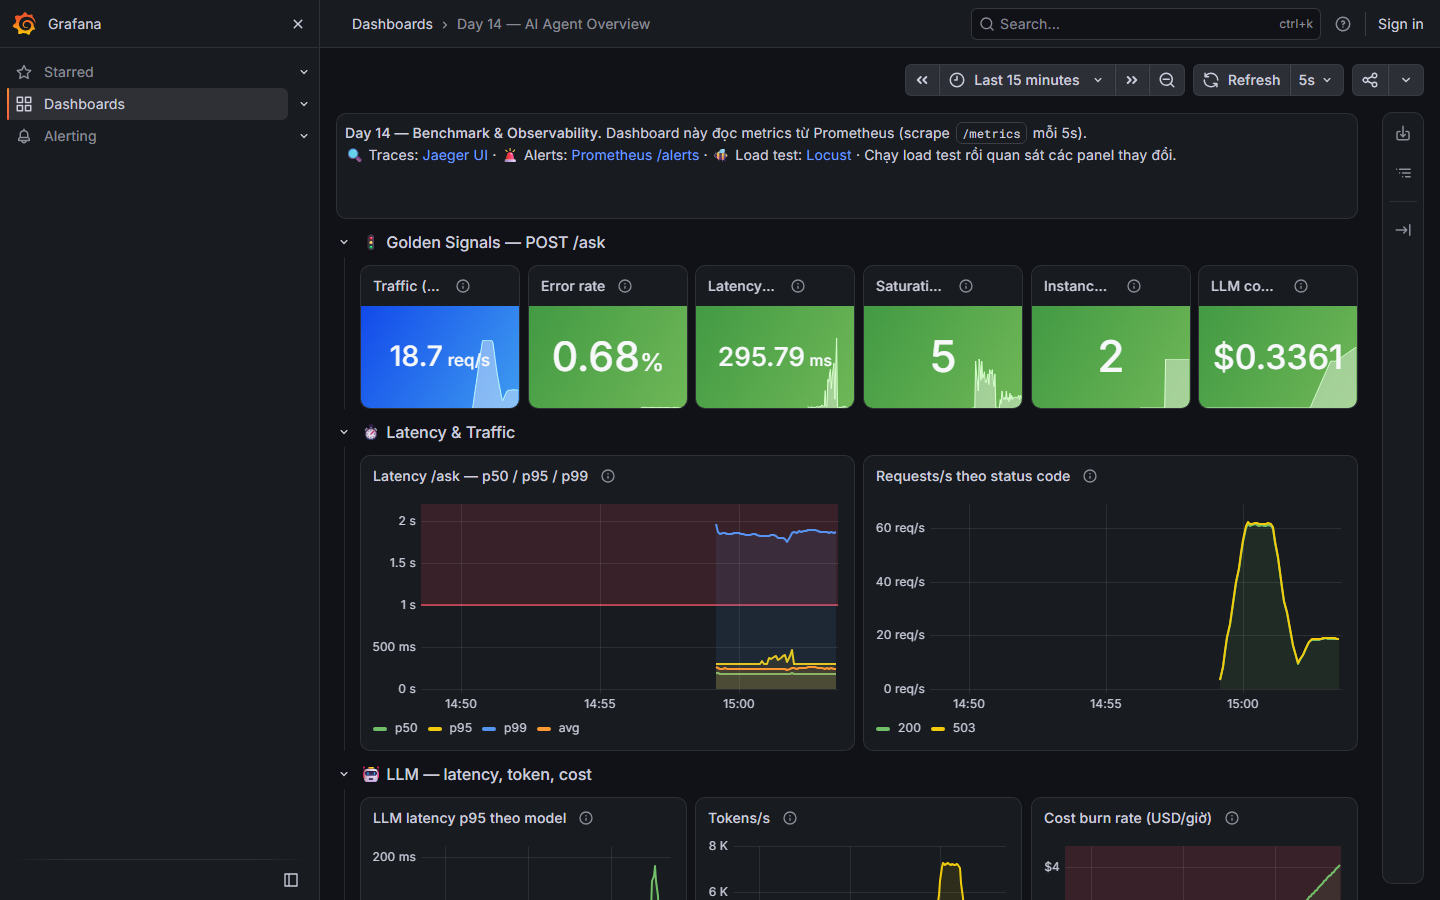 Grafana
Dashboards › Day 14 — AI Agent Overview
Search...
ctrl+k
Sign in
Starred
Dashboards
Alerting
Last 15 minutes
Refresh
5s
Day 14 — Benchmark & Observability. Dashboard này đọc metrics từ Prometheus (scrape /metrics mỗi 5s).
Traces: Jaeger UI · Alerts: Prometheus /alerts · Load test: Locust · Chạy load test rồi quan sát các panel thay đổi.
Golden Signals — POST /ask
Traffic (...
Error rate
Latency...
Saturati...
Instanc...
LLM co...
18.7 req/s
0.68%
295.79 ms
5
2
$0.3361
Latency & Traffic
Latency /ask — p50 / p95 / p99
2 s
1.5 s
1 s
500 ms
0 s
14:50
14:55
15:00
p50
p95
p99
avg
Requests/s theo status code
60 req/s
40 req/s
20 req/s
0 req/s
14:50
14:55
15:00
200
503
LLM — latency, token, cost
LLM latency p95 theo model
200 ms
Tokens/s
8 K
6 K
Cost burn rate (USD/giờ)
$4